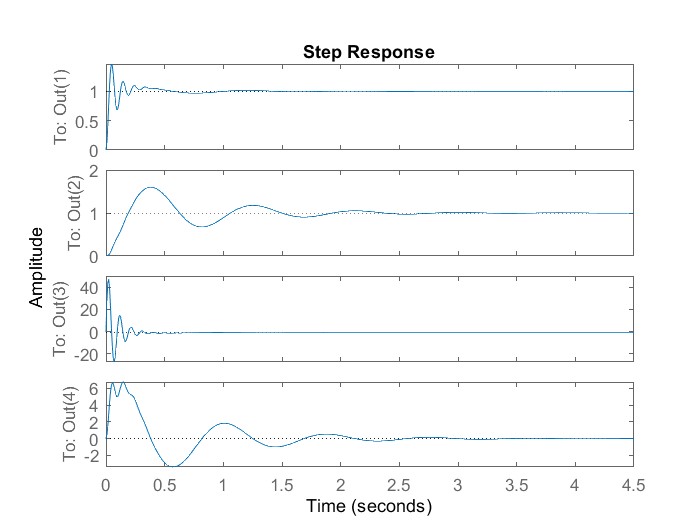 Step Response
To: Out(1)
1
0.5
0
To: Out(2)
2
1
0
Amplitude
To: Out(3)
40
20
0
-20
To: Out(4)
6
4
2
0
-2
0 0.5 1 1.5 2 2.5 3 3.5 4 4.5
Time (seconds)